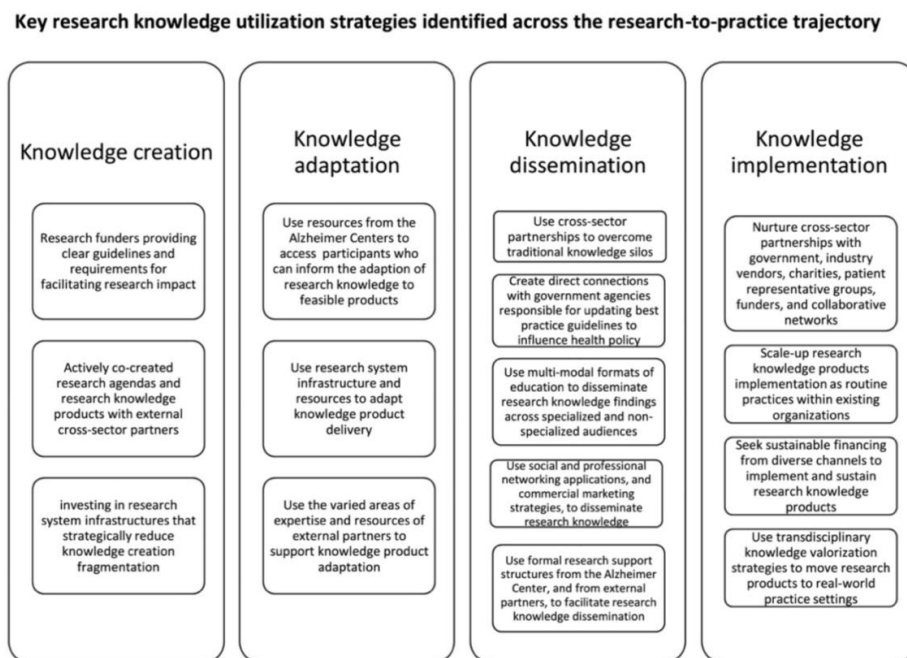 Key research knowledge utilization strategies identified across the research-to-practice trajectory
Knowledge creation
Research funders providing
clear guidelines and
requirements for
facilitating research impact
Actively co-created
research agendas and
research knowledge
products with external
cross-sector partners
investing in research
system infrastructures that
strategically reduce
knowledge creation
fragmentation
Knowledge
adaptation
Use resources from the
Alzheimer Centers to
access participants who
can inform the adaption of
research knowledge to
feasible products
Use research system
infrastructure and
resources to adapt
knowledge product
delivery
Use the varied areas of
expertise and resources of
external partners to
support knowledge product
adaptation
Knowledge
dissemination
Use cross-sector
partnerships to overcome
traditional knowledge silos
Create direct connections
with government agencies
responsible for updating best
practice guidelines to
influence health policy
Use multi-modal formats of
education to disseminate
research knowledge findings
across specialized and non-
specialized audiences
Use social and professional
networking applications, and
commercial marketing
strategies, to disseminate
research knowledge
Use formal research support
structures from the Alzheimer
Center, and from external
partners, to facilitate research
knowledge dissemination
Knowledge
implementation
Nurture cross-sector
partnerships with
government, industry
vendors, charities, patient
representative groups,
funders, and collaborative
networks
Scale-up research
knowledge products
implementation as routine
practices within existing
organizations
Seek sustainable financing
from diverse channels to
implement and sustain
research knowledge
products
Use transdisciplinary
knowledge valorization
strategies to move research
products to real-world
practice settings